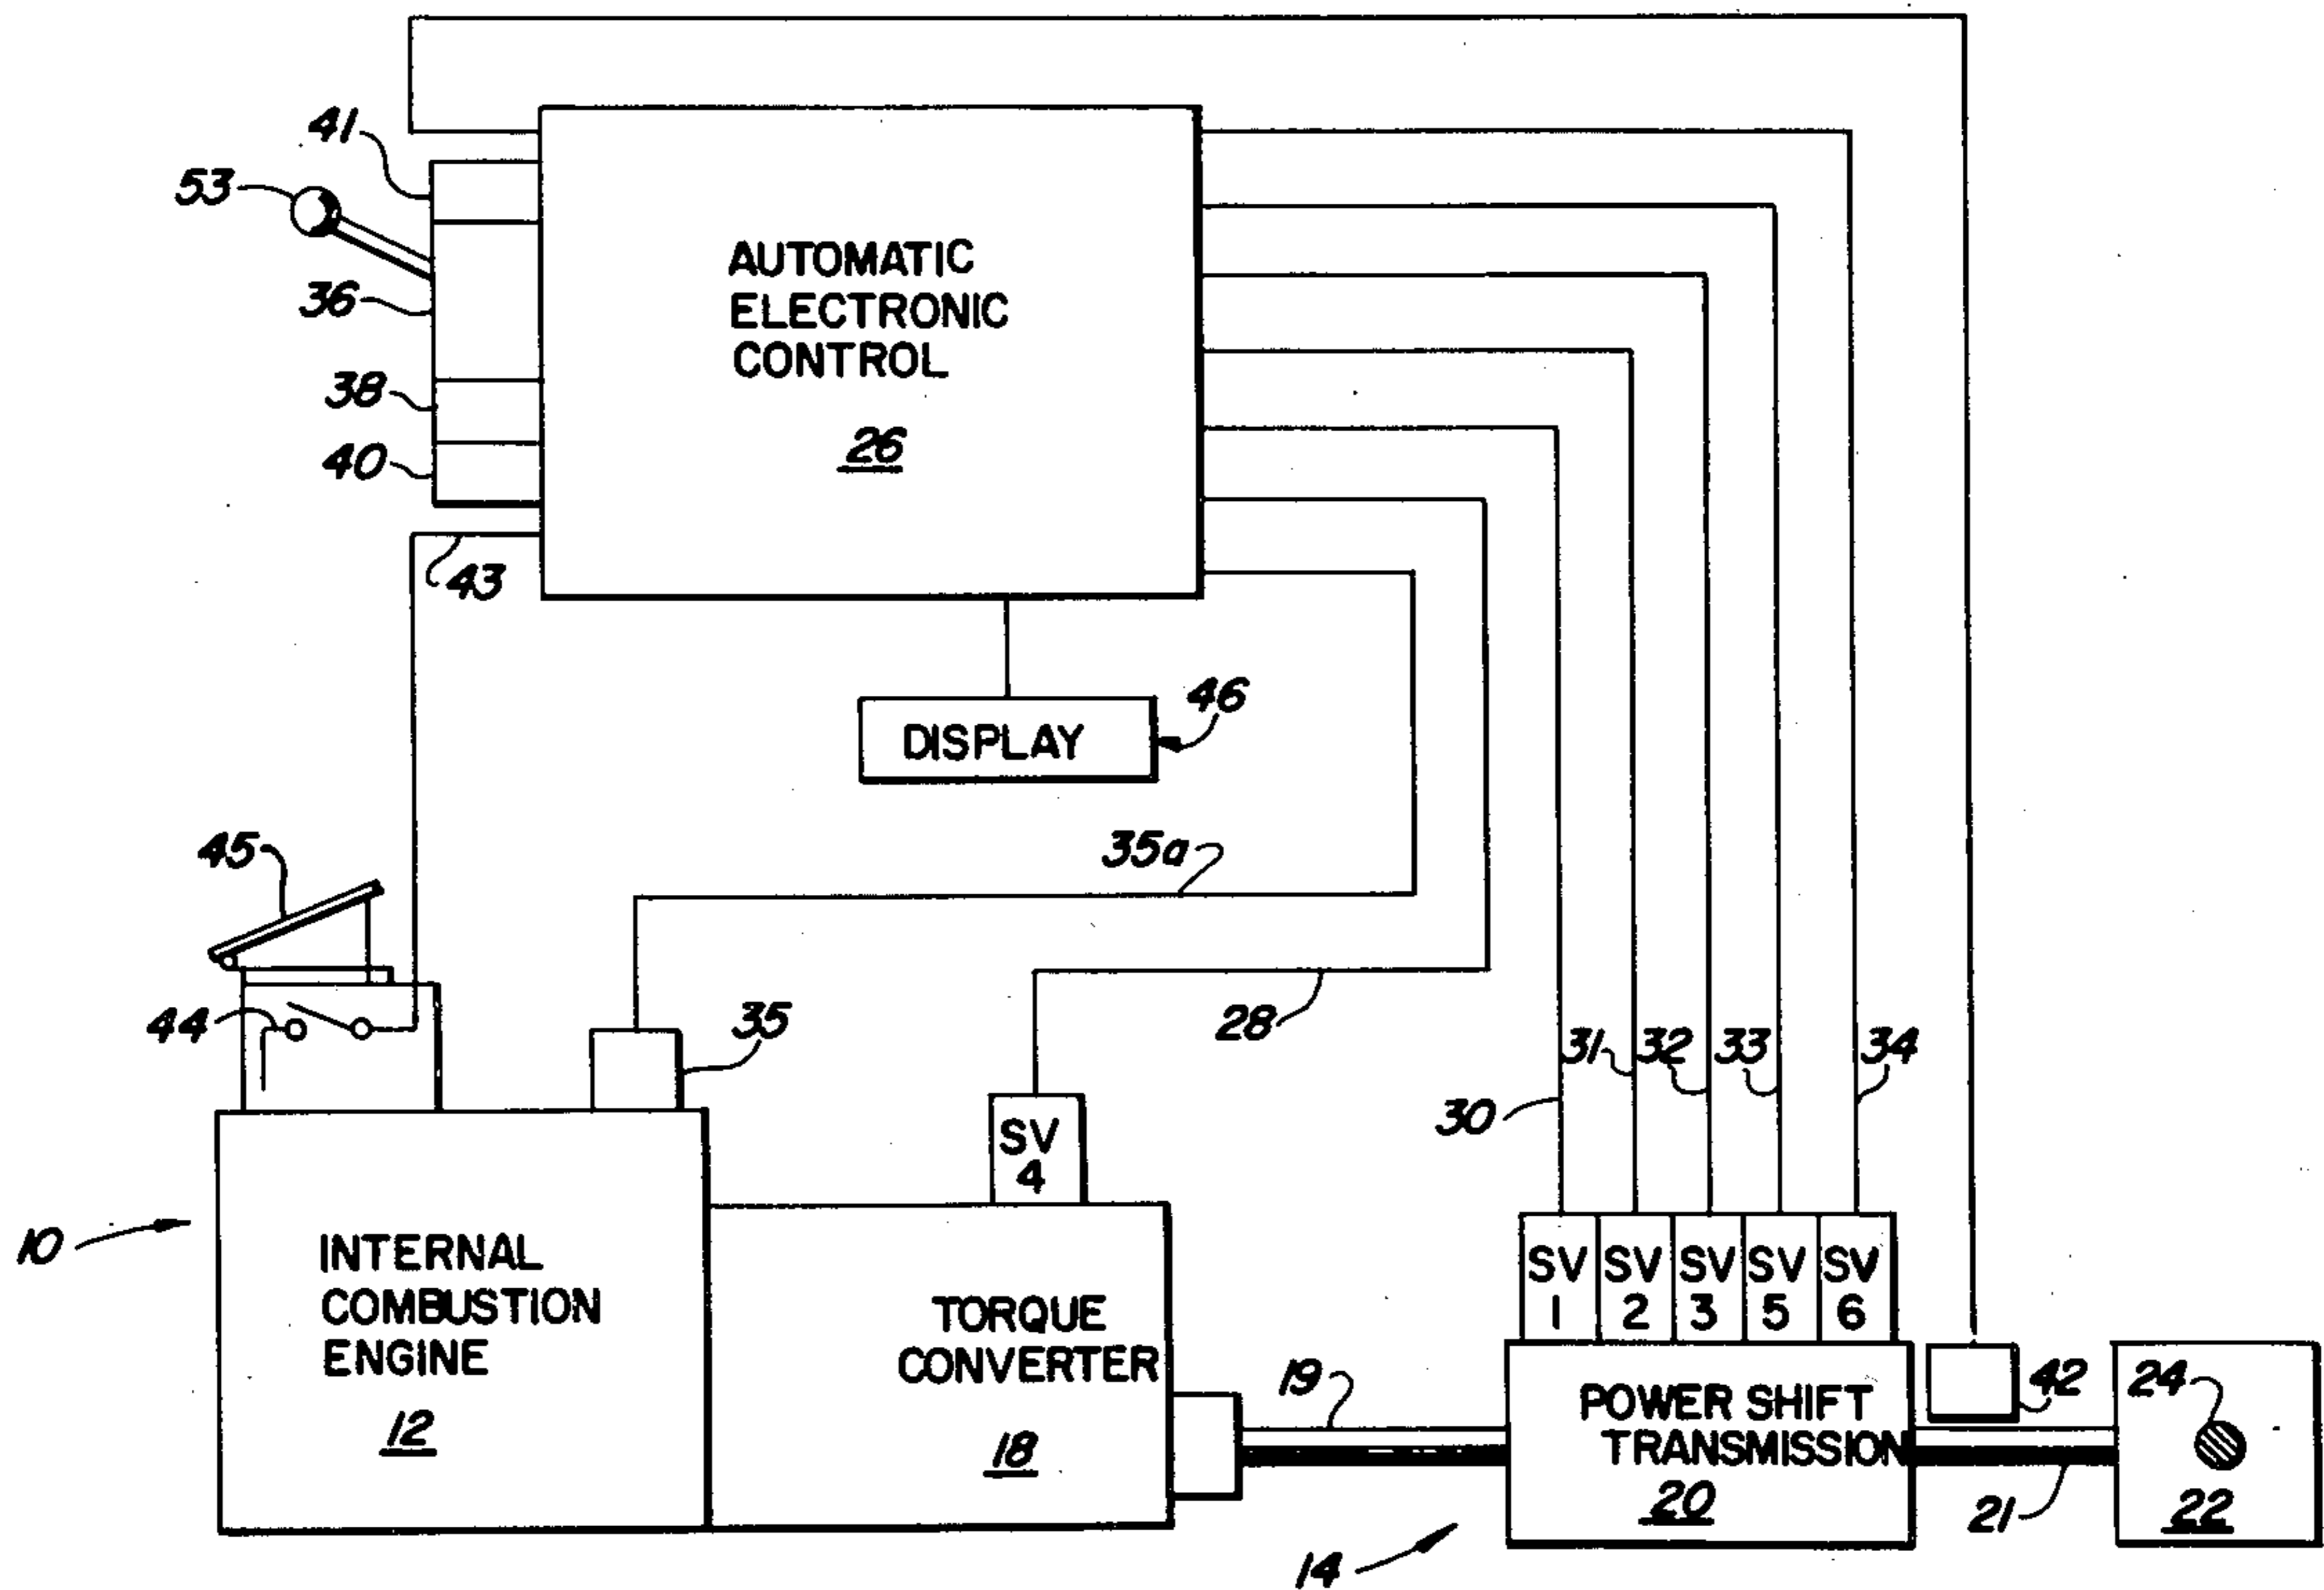 41
53
36
38
40
43
AUTOMATIC
ELECTRONIC
CONTROL
26
DISPLAY
46
45
44
35a
35
28
31
32
33
34
30
10
INTERNAL
COMBUSTION
ENGINE
12
SV
4
TORQUE
CONVERTER
18
19
SV
1
SV
2
SV
3
SV
5
SV
6
POWER SHIFT
TRANSMISSION
20
14
42
21
24
22